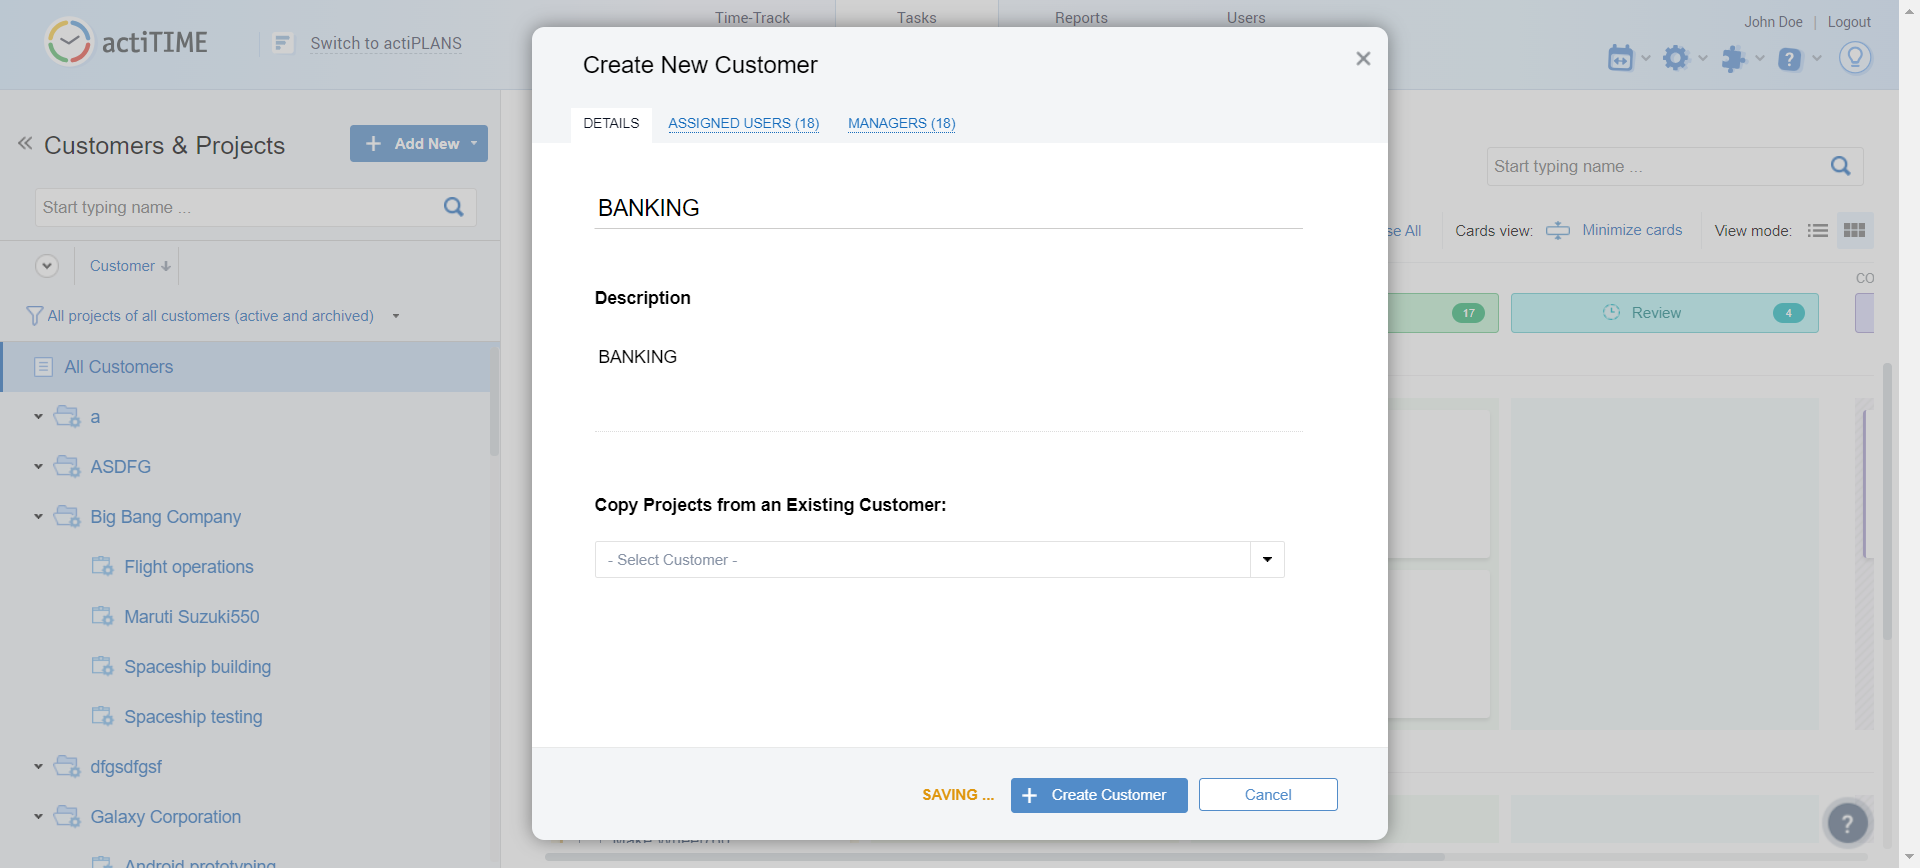 Time-Track
Tasks
Reports
Users
John Doe
Logout
actiTIME
Switch to actiPLANS
Create New Customer
DETAILS
ASSIGNED USERS (18)
MANAGERS (18)
Customers & Projects
Add New
Start typing name ...
Start typing name ...
BANKING
se All
Cards view:
Minimize cards
View mode:
Customer
CO
Description
All projects of all customers (active and archived)
17
Review
4
BANKING
All Customers
a
ASDFG
Big Bang Company
Copy Projects from an Existing Customer:
- Select Customer -
Flight operations
Maruti Suzuki550
Spaceship building
Spaceship testing
dfgsdfgsf
Galaxy Corporation
SAVING ...
Create Customer
Cancel
?
Android prototyping